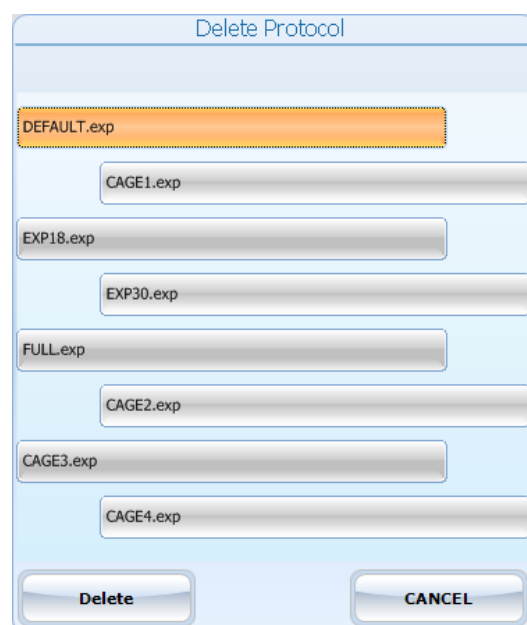 Delete Protocol
DEFAULT.exp
CAGE1.exp
EXP18.exp
EXP30.exp
FULL.exp
CAGE2.exp
CAGE3.exp
CAGE4.exp
Delete CANCEL